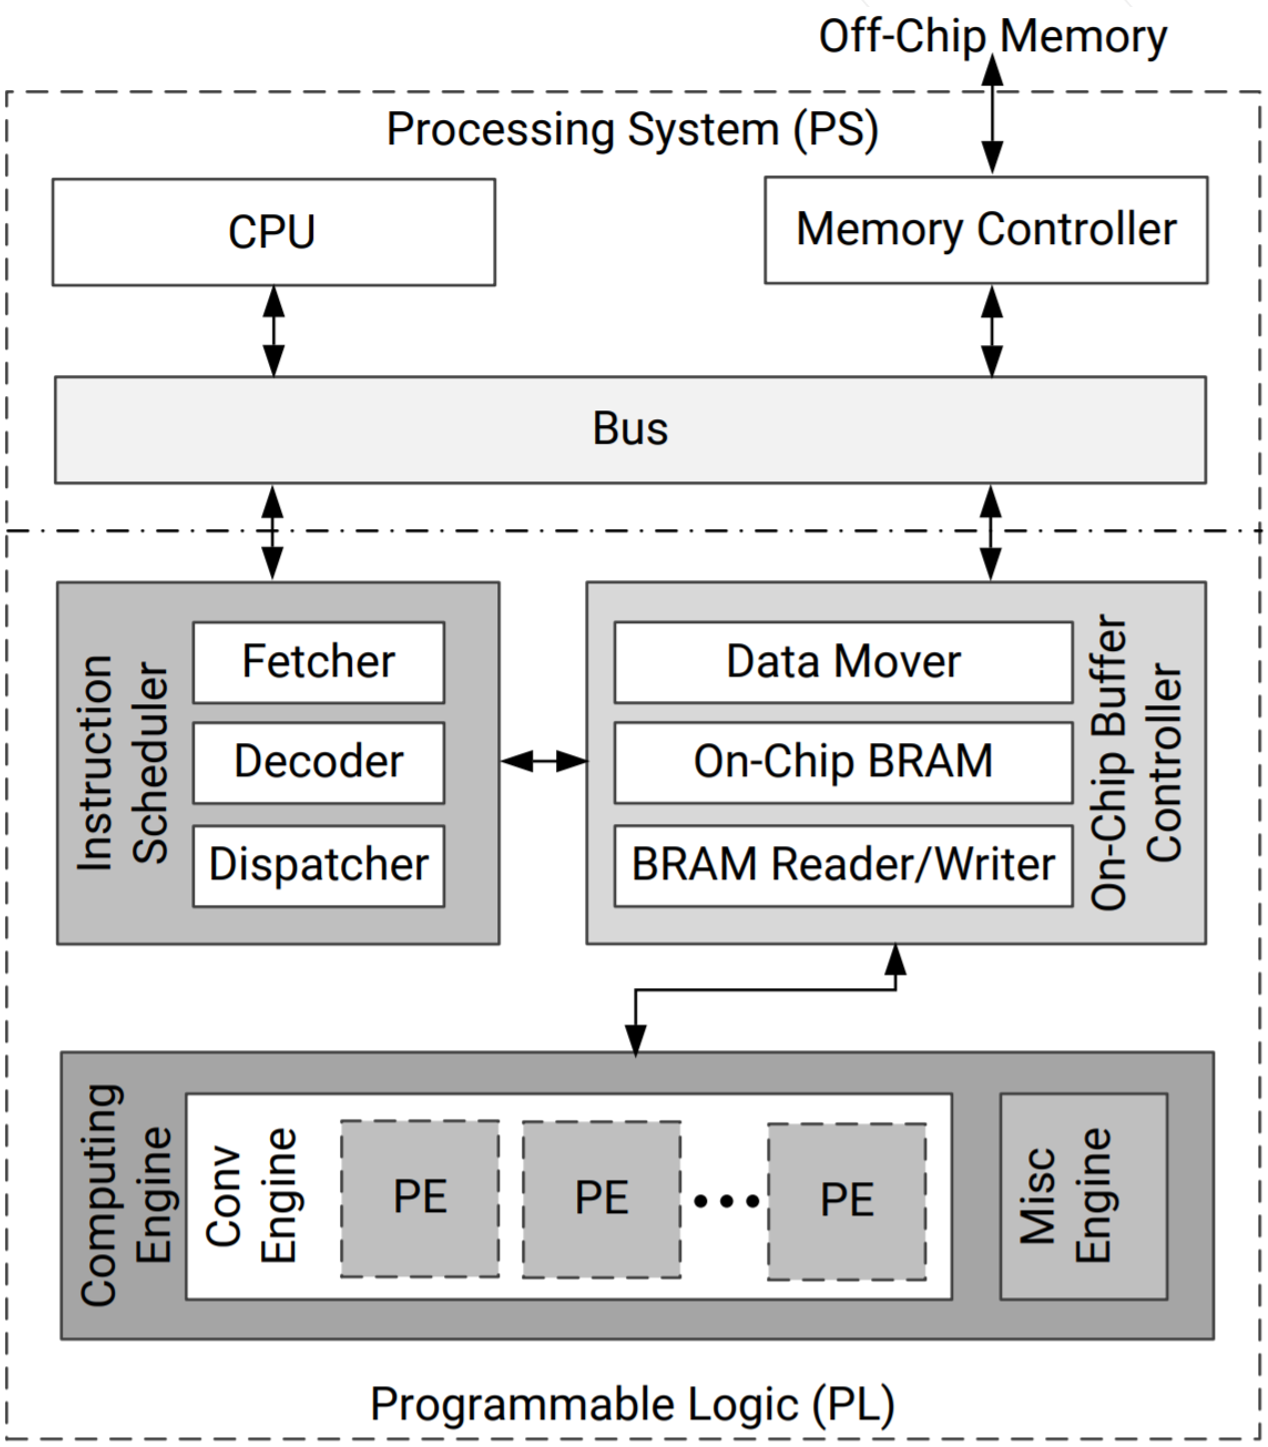 Off-Chip Memory
Processing System (PS)
CPU
Memory Controller
Bus
Instruction
Scheduler
Fetcher
Decoder
Dispatcher
Data Mover
On-Chip BRAM
BRAM Reader/Writer
On-Chip Buffer
Controller
Computing
Engine
Conv
Engine
PE
PE
PE
Misc
Engine
Programmable Logic (PL)